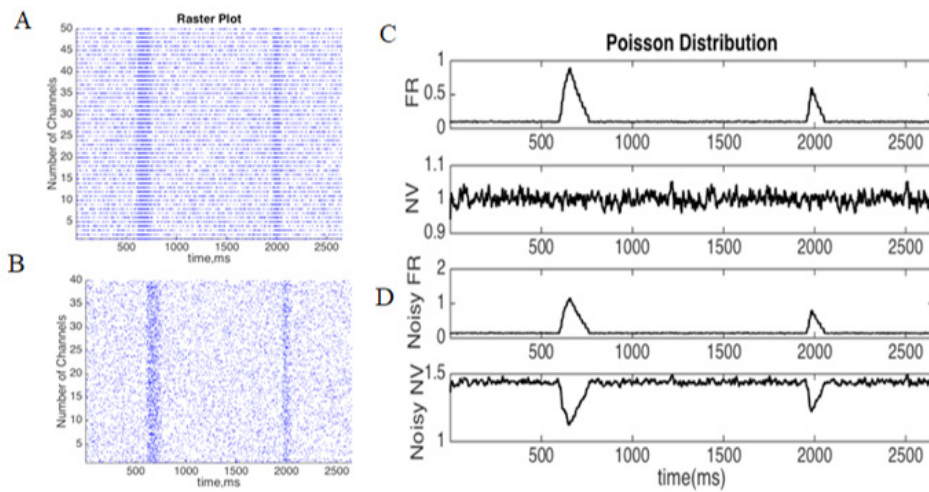 A
Raster Plot
Number of Channels
50
45
40
35
30
25
20
15
10
5
500 1000 1500 2000 2500
time,ms
B
Number of Channels
40
35
30
25
20
15
10
5
500 1000 1500 2000 2500
time,ms
C
Poisson Distribution
FR
1
0.5
0
500 1000 1500 2000 2500
NV
1.1
1
0.9
500 1000 1500 2000 2500
D
Noisy FR
2
1
0
500 1000 1500 2000 2500
Noisy NV
1.5
1
500 1000 1500 2000 2500
time(ms)